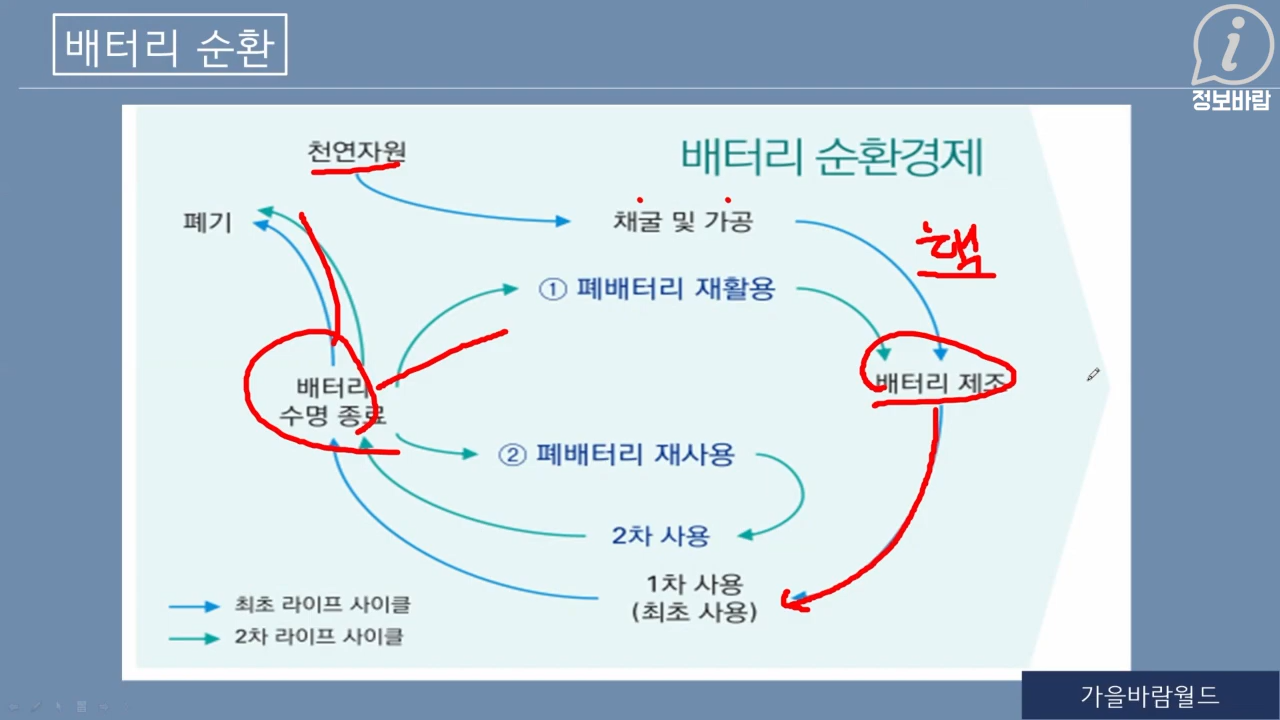 배터리 순환
정보바람
배터리 순환경제
천연자원
폐기
채굴 및 가공
핵
① 폐배터리 재활용
배터리
수명 종료
배터리 제조
② 폐배터리 재사용
2차 사용
1차 사용
(최초 사용)
최초 라이프 사이클
2차 라이프 사이클
가을바람월드